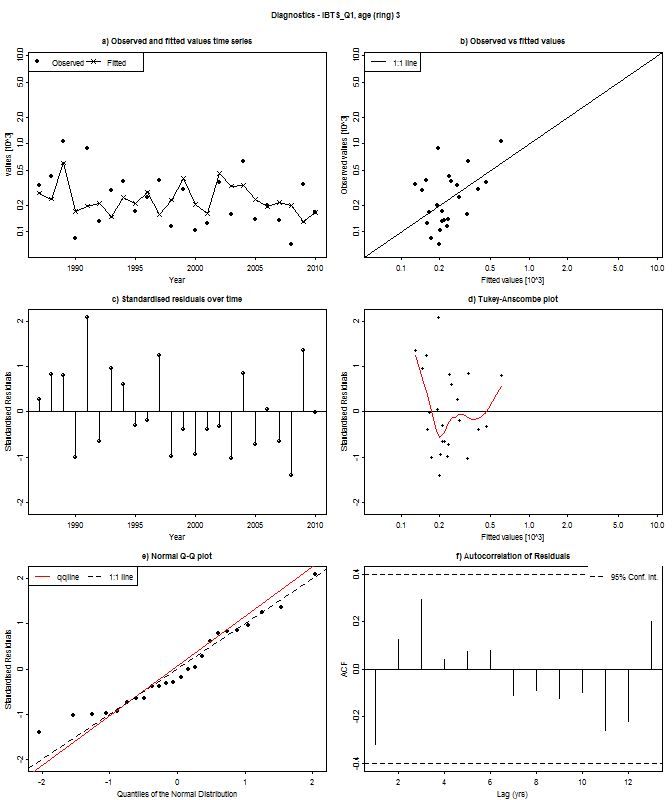 Diagnostics - IBTS_Q1, age (ring) 3
a) Observed and fitted values time series
Observed Fitted
values [10^3]
10.0
5.0
2.0
1.0
0.5
0.2
0.1
1990 1995 2000 2005 2010
Year
b) Observed vs fitted values
1:1 line
Observed values [10^3]
10.0
5.0
2.0
1.0
0.5
0.2
0.1
0.1 0.2 0.5 1.0 2.0 5.0 10.0
Fitted values [10^3]
c) Standardised residuals over time
Standardised Residuals
2
1
0
-1
-2
1990 1995 2000 2005 2010
Year
d) Tukey-Anscombe plot
Standardised Residuals
2
1
0
-1
-2
0.1 0.2 0.5 1.0 2.0 5.0 10.0
Fitted values [10^3]
e) Normal Q-Q plot
qqline 1:1 line
Standardised Residuals
2
1
0
-1
-2
-2 -1 0 1 2
Quantiles of the Normal Distribution
f) Autocorrelation of Residuals
95% Conf. Int.
ACF
0.4
0.2
0.0
-0.2
-0.4
2 4 6 8 10 12
Lag (yrs)